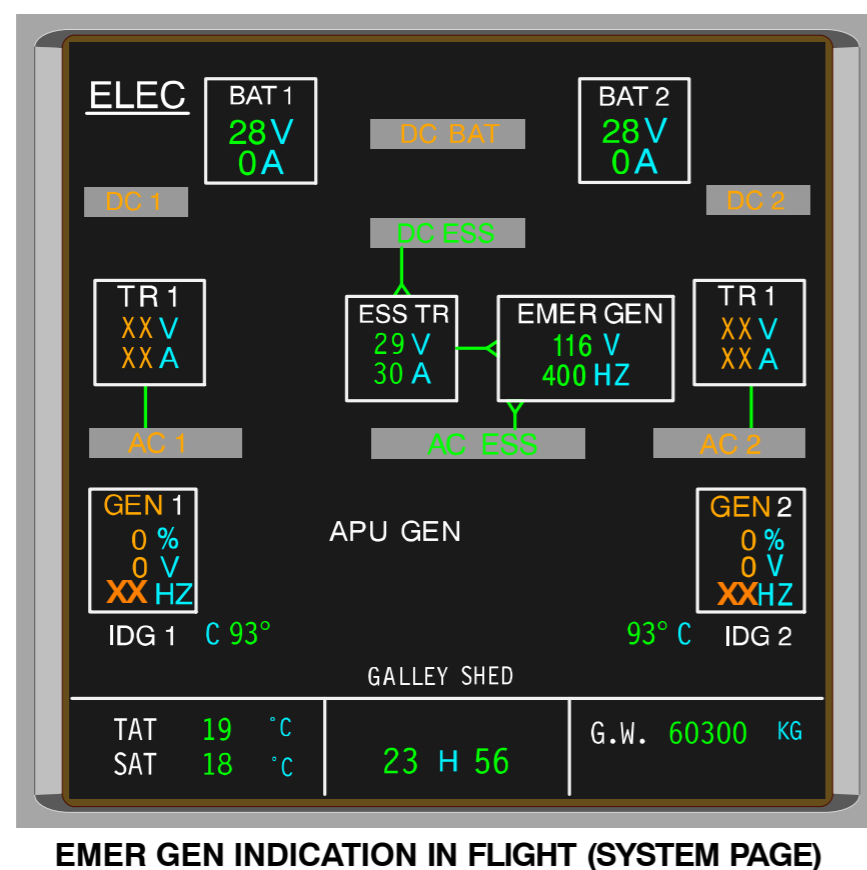 ELEC
BAT 1
28 V
0 A
DC BAT
BAT 2
28 V
0 A
DC 1
DC 2
DC ESS
TR 1
XX V
XX A
ESS TR
29 V
30 A
EMER GEN
116 V
400 HZ
TR 1
XX V
XX A
AC 1
AC ESS
AC 2
GEN 1
0 %
0 V
XX HZ
APU GEN
GEN 2
0 %
0 V
XX HZ
IDG 1 C 93°
93° C IDG 2
GALLEY SHED
TAT 19 °C
SAT 18 °C
23 H 56
G.W. 60300 KG
EMER GEN INDICATION IN FLIGHT (SYSTEM PAGE)